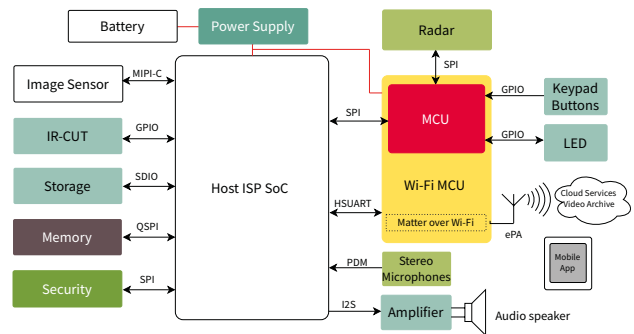 Battery
Power Supply
Radar
SPI
Image Sensor
MIPI-C
IR-CUT
GPIO
Storage
SDIO
Memory
QSPI
Security
SPI
Host ISP SoC
SPI
HSUART
PDM
I2S
MCU
Wi-Fi MCU
Matter over Wi-Fi
GPIO
Keypad
Buttons
GPIO
LED
ePA
Cloud Services
Video Archive
Mobile
App
Stereo
Microphones
Amplifier
Audio speaker